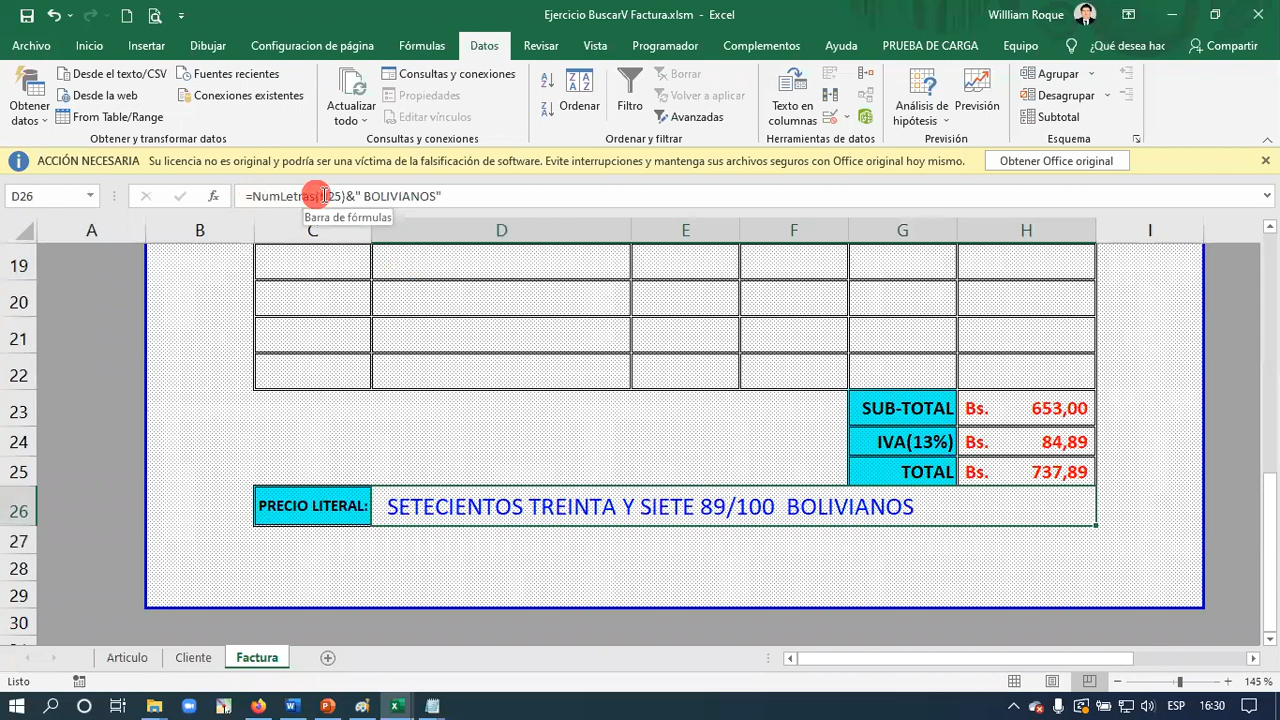 Ejercicio BuscarV Factura.xlsm - Excel
Willliam Roque
Archivo Inicio Insertar Dibujar Configuracion de página Fórmulas Datos Revisar Vista Programador Complementos Ayuda PRUEBA DE CARGA Equipo ¿Qué desea hac Compartir
Obtener datos
Desde el texto/CSV
Desde la web
From Table/Range
Fuentes recientes
Conexiones existentes
Obtener y transformar datos
Actualizar todo
Consultas y conexiones
Propiedades
Editar vínculos
Consultas y conexiones
Ordenar
Filtro
Borrar
Volver a aplicar
Avanzadas
Ordenar y filtrar
Texto en columnas
Herramientas de datos
Análisis de hipótesis
Previsión
Previsión
Agrupar
Desagrupar
Subtotal
Esquema
ACCIÓN NECESARIA Su licencia no es original y podría ser una víctima de la falsificación de software. Evite interrupciones y mantenga sus archivos seguros con Office original hoy mismo. Obtener Office original
D26 fx =NumLetras(H25)&" BOLIVIANOS"
Barra de fórmulas
A B C D E F G H I
19
20
21
22
23 SUB-TOTAL Bs. 653,00
24 IVA(13%) Bs. 84,89
25 TOTAL Bs. 737,89
26 PRECIO LITERAL: SETECIENTOS TREINTA Y SIETE 89/100 BOLIVIANOS
27
28
29
30
Articulo Cliente Factura
Listo 145 %
ESP 16:30